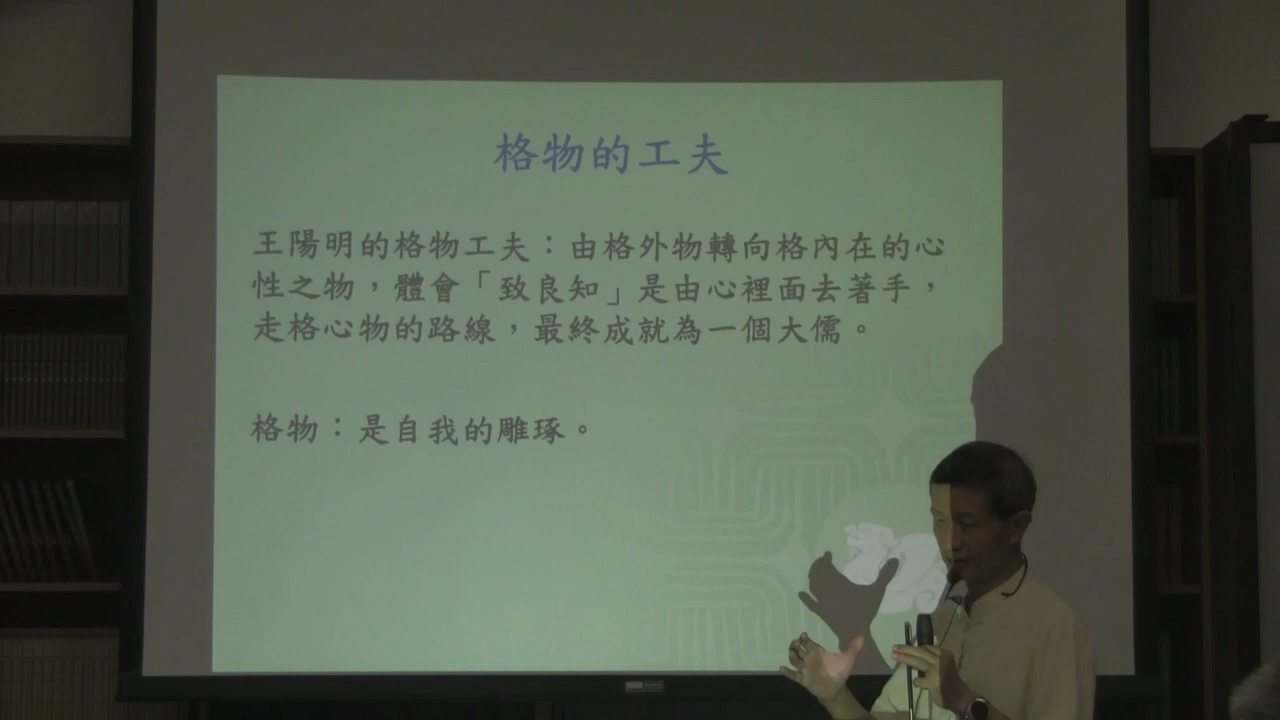 格物的工夫
王陽明的格物工夫：由格外物轉向格內在的心
性之物，體會「致良知」是由心裡面去著手，
走格心物的路線，最終成就為一個大儒。
格物：是自我的雕琢。